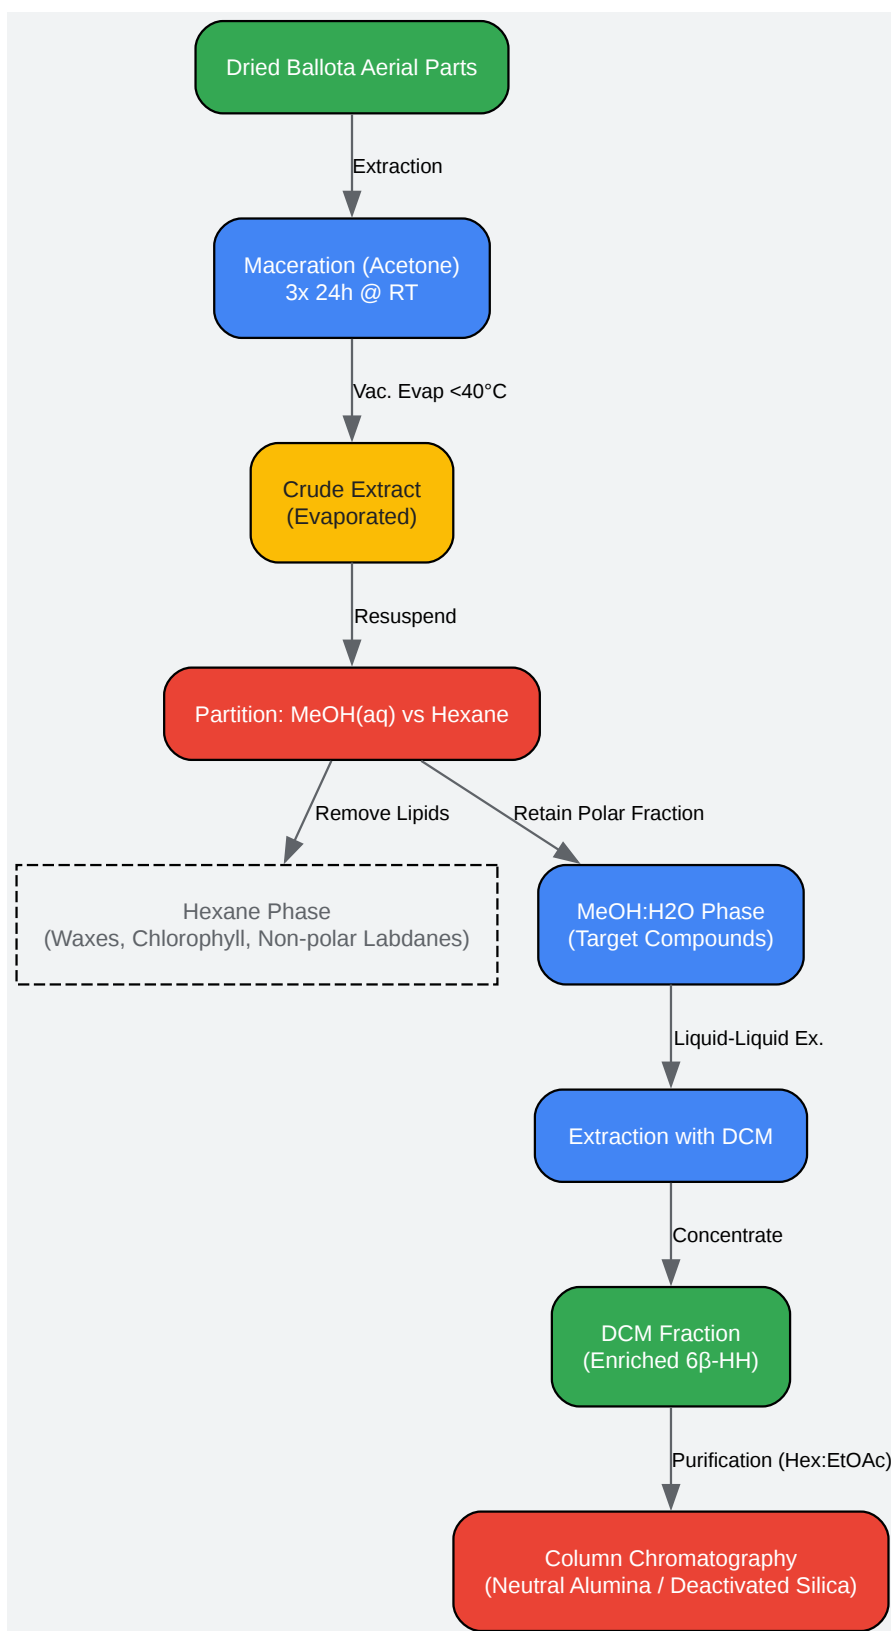 Dried Ballota Aerial Parts
Extraction
Maceration (Acetone)
3x 24h @ RT
Vac. Evap <40°C
Crude Extract
(Evaporated)
Resuspend
Partition: MeOH(aq) vs Hexane
Remove Lipids
Retain Polar Fraction
Hexane Phase
(Waxes, Chlorophyll, Non-polar Labdanes)
MeOH:H2O Phase
(Target Compounds)
Liquid-Liquid Ex.
Extraction with DCM
Concentrate
DCM Fraction
(Enriched 6β-HH)
Purification (Hex:EtOAc)
Column Chromatography
(Neutral Alumina / Deactivated Silica)